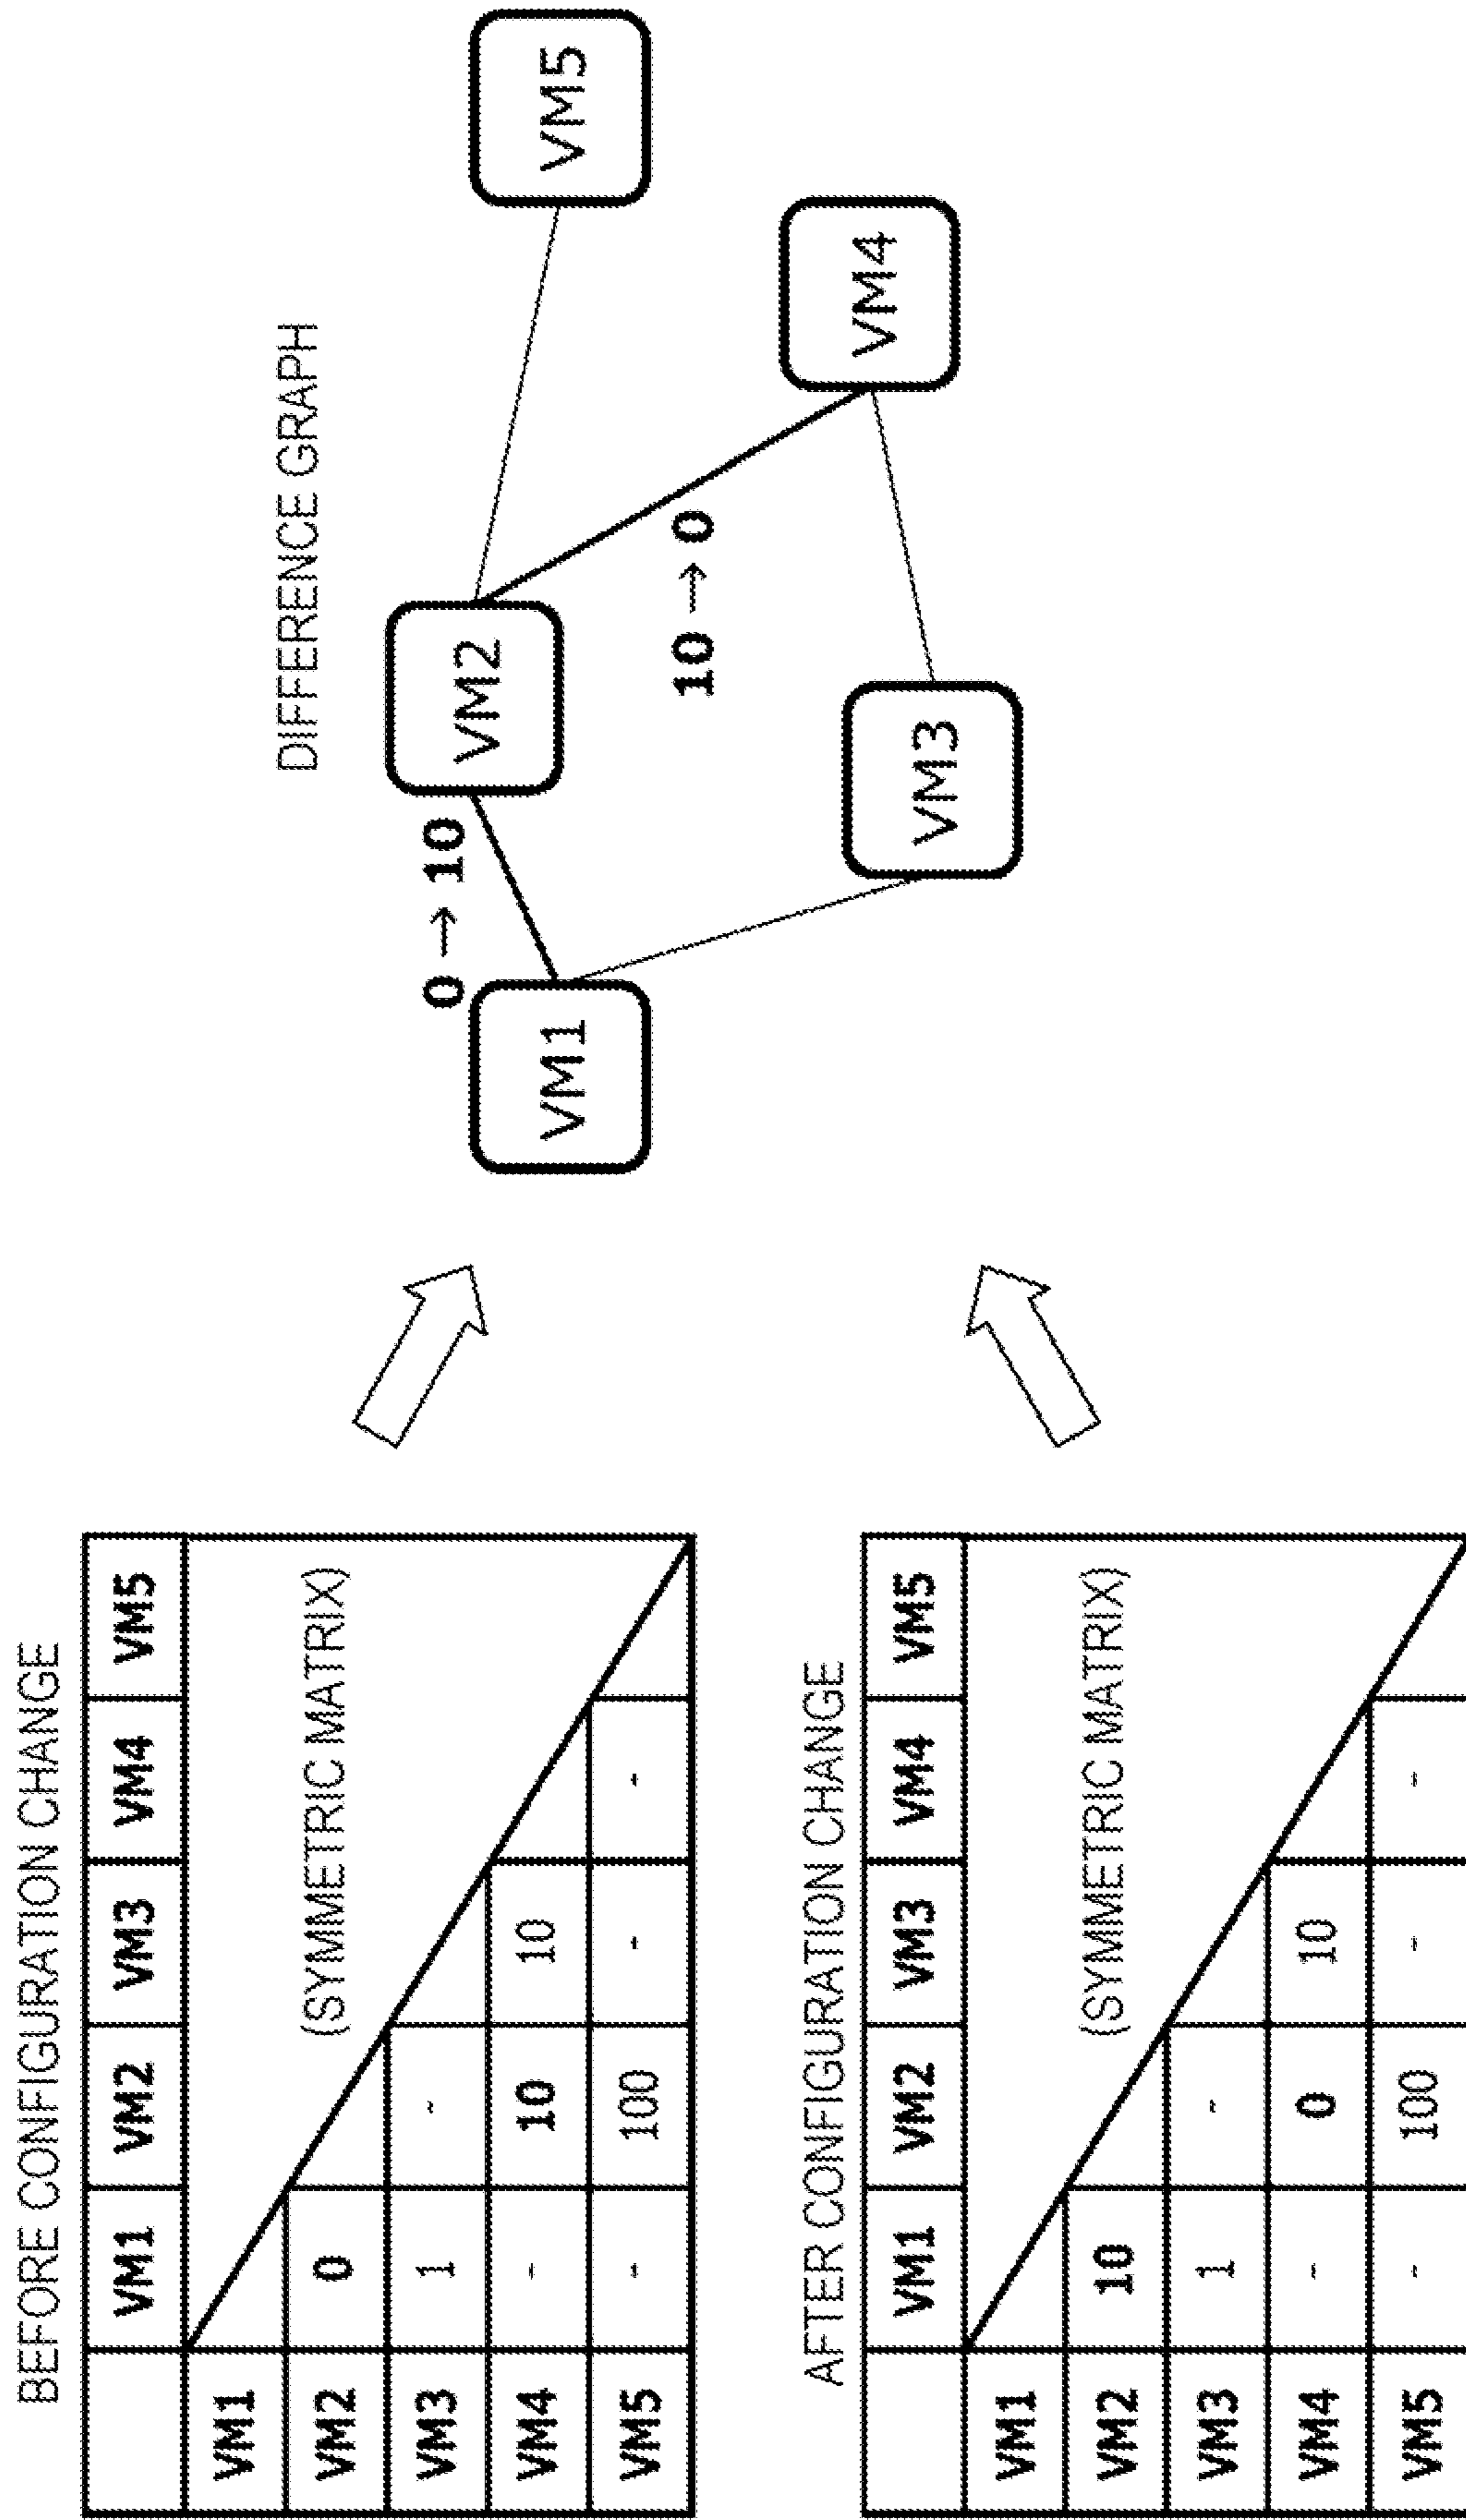 BEFORE CONFIGURATION CHANGE
VM1 VM2 VM3 VM4 VM5
VM1 (SYMMETRIC MATRIX)
VM2 0
VM3 1 -
VM4 - 10 10
VM5 - 100 - -
AFTER CONFIGURATION CHANGE
VM1 VM2 VM3 VM4 VM5
VM1 (SYMMETRIC MATRIX)
VM2 10
VM3 1 -
VM4 - 0 10
VM5 - 100 - -
DIFFERENCE GRAPH
0 → 10
VM2
VM1
VM5
10 → 0
VM4
VM3